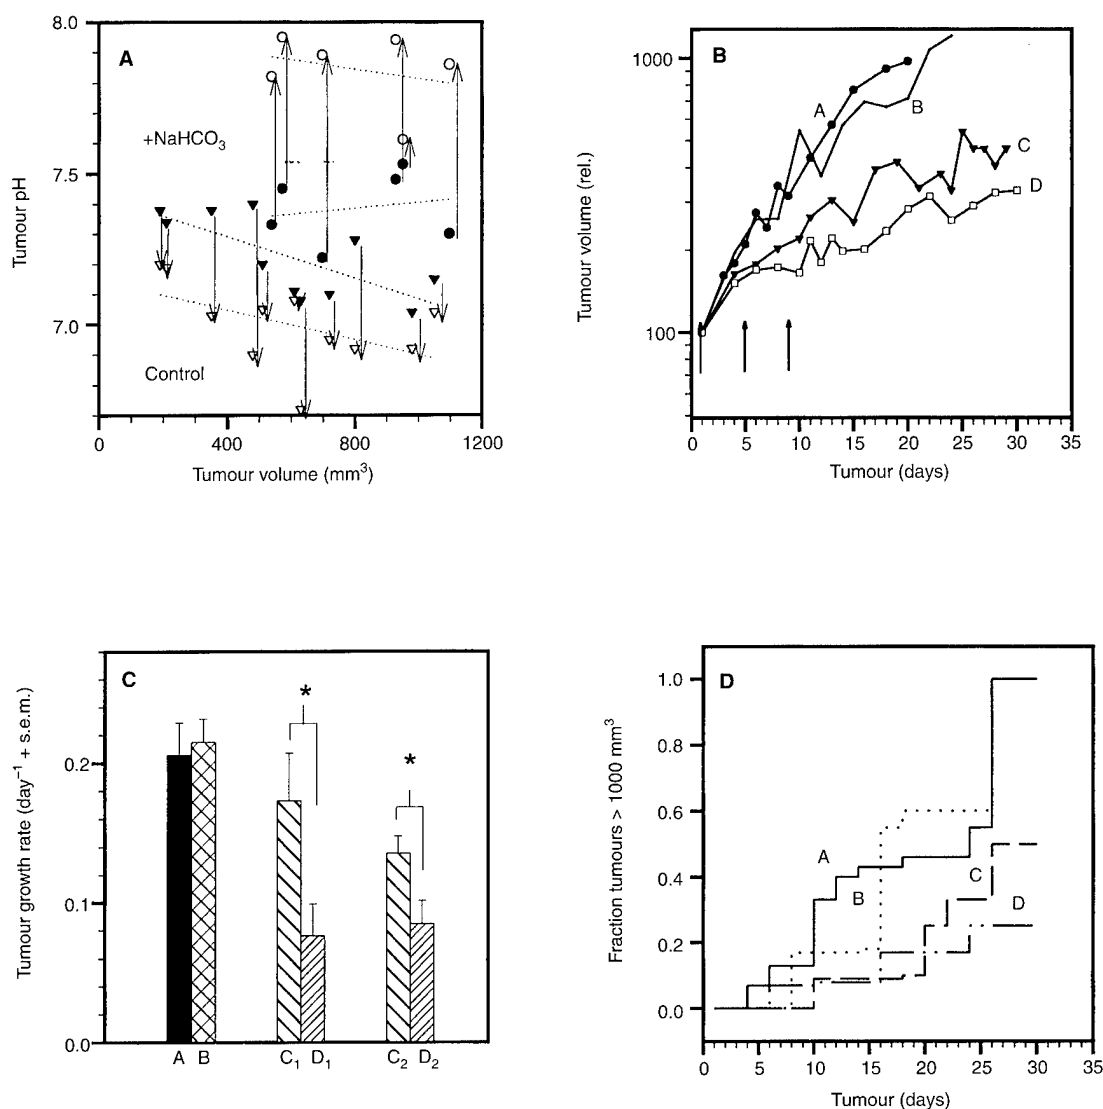 A
8.0
7.5
7.0
+NaHCO3
Control
Tumour pH
0
400
800
1200
Tumour volume (mm3)
B
1000
100
Tumour volume (rel.)
A
B
C
D
0
5
10
15
20
25
30
35
Tumour (days)
C
0.2
0.1
0.0
Tumour growth rate (day−1 + s.e.m.)
*
*
A
B
C1
D1
C2
D2
D
1.0
0.8
0.6
0.4
0.2
0.0
Fraction tumours > 1000 mm3
A
B
C
D
0
5
10
15
20
25
30
35
Tumour (days)